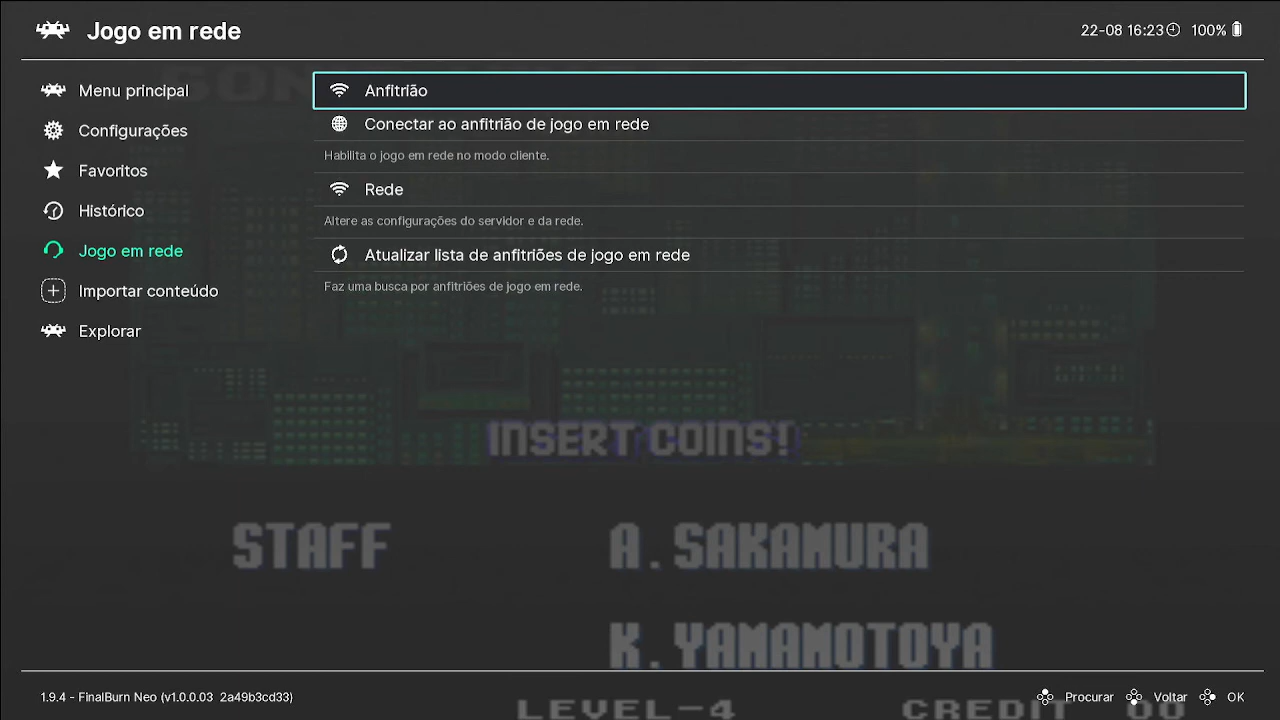 Jogo em rede
22-08 16:23 100%
Menu principal
Configurações
Favoritos
Histórico
Jogo em rede
Importar conteúdo
Explorar
Anfitrião
Conectar ao anfitrião de jogo em rede
Habilita o jogo em rede no modo cliente.
Rede
Altere as configurações do servidor e da rede.
Atualizar lista de anfitriões de jogo em rede
Faz uma busca por anfitriões de jogo em rede.
INSERT COINS!
STAFF A. SAKAMURA
K. YAMAMOTOYA
1.9.4 - FinalBurn Neo (v1.0.0.03 2a49b3cd33)
Procurar Voltar OK
LEVEL-4 CREDIT 00